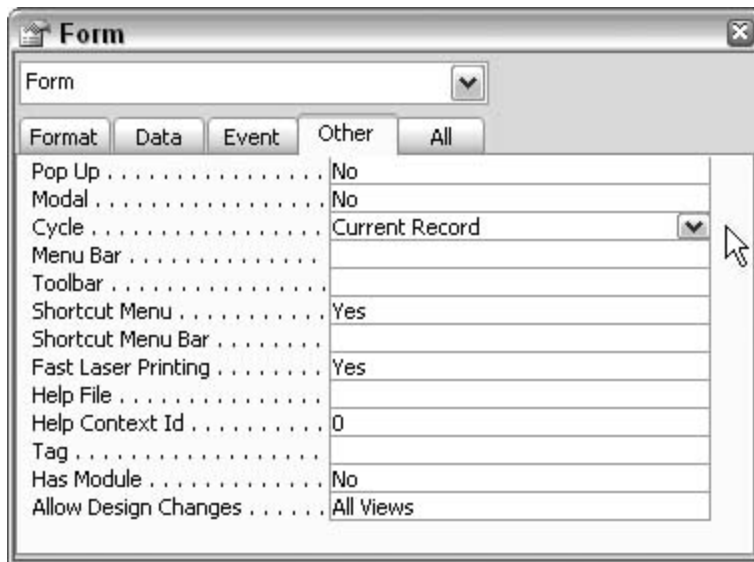 Form
Form
Format Data Event Other All
Pop Up . . . . . . . . . . . . . . . . No
Modal . . . . . . . . . . . . . . . . . No
Cycle . . . . . . . . . . . . . . . . . Current Record
Menu Bar . . . . . . . . . . . . . .
Toolbar . . . . . . . . . . . . . . . .
Shortcut Menu . . . . . . . . . . . Yes
Shortcut Menu Bar . . . . . . . .
Fast Laser Printing . . . . . . . . Yes
Help File . . . . . . . . . . . . . . .
Help Context Id . . . . . . . . . . 0
Tag . . . . . . . . . . . . . . . . . .
Has Module . . . . . . . . . . . . . No
Allow Design Changes . . . . . . All Views